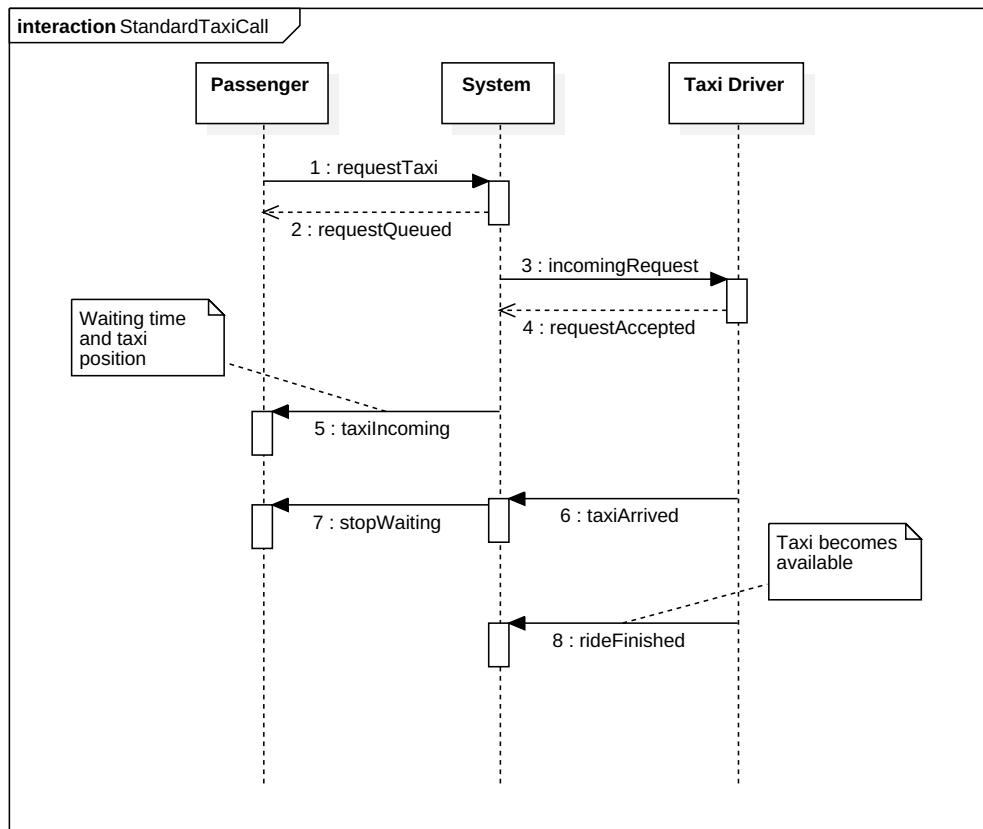 interaction StandardTaxiCall
Passenger
System
Taxi Driver
1 : requestTaxi
2 : requestQueued
3 : incomingRequest
4 : requestAccepted
Waiting time
and taxi
position
5 : taxiIncoming
6 : taxiArrived
7 : stopWaiting
Taxi becomes
available
8 : rideFinished